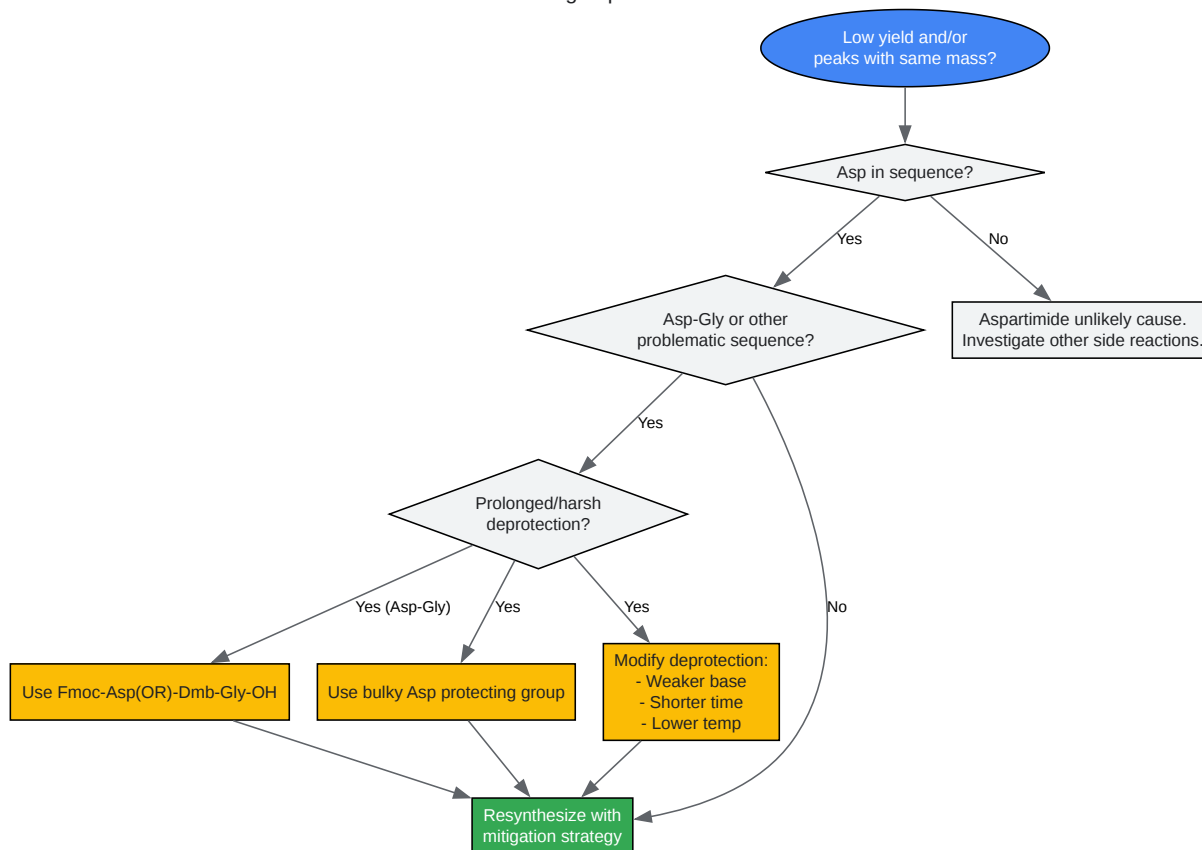 Low yield and/or
peaks with same mass?
Asp in sequence?
Yes
No
Asp-Gly or other
problematic sequence?
Aspartimide unlikely cause.
Investigate other side reactions.
Yes
No
Prolonged/harsh
deprotection?
Yes (Asp-Gly)
Yes
Yes
Use Fmoc-Asp(OR)-Dmb-Gly-OH
Use bulky Asp protecting group
Modify deprotection:
- Weaker base
- Shorter time
- Lower temp
Resynthesize with
mitigation strategy